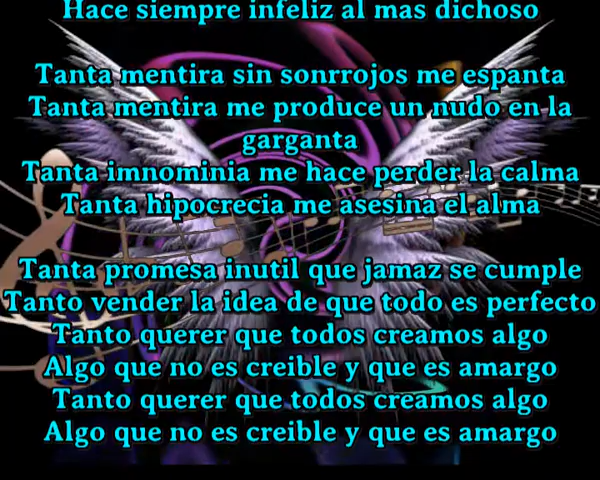 Hace siempre infeliz al mas dichoso
Tanta mentira sin sonrrojos me espanta
Tanta mentira me produce un nudo en la
garganta
Tanta imnominia me hace perder la calma
Tanta hipocrecia me asesina el alma
Tanta promesa inutil que jamaz se cumple
Tanto vender la idea de que todo es perfecto
Tanto querer que todos creamos algo
Algo que no es creible y que es amargo
Tanto querer que todos creamos algo
Algo que no es creible y que es amargo